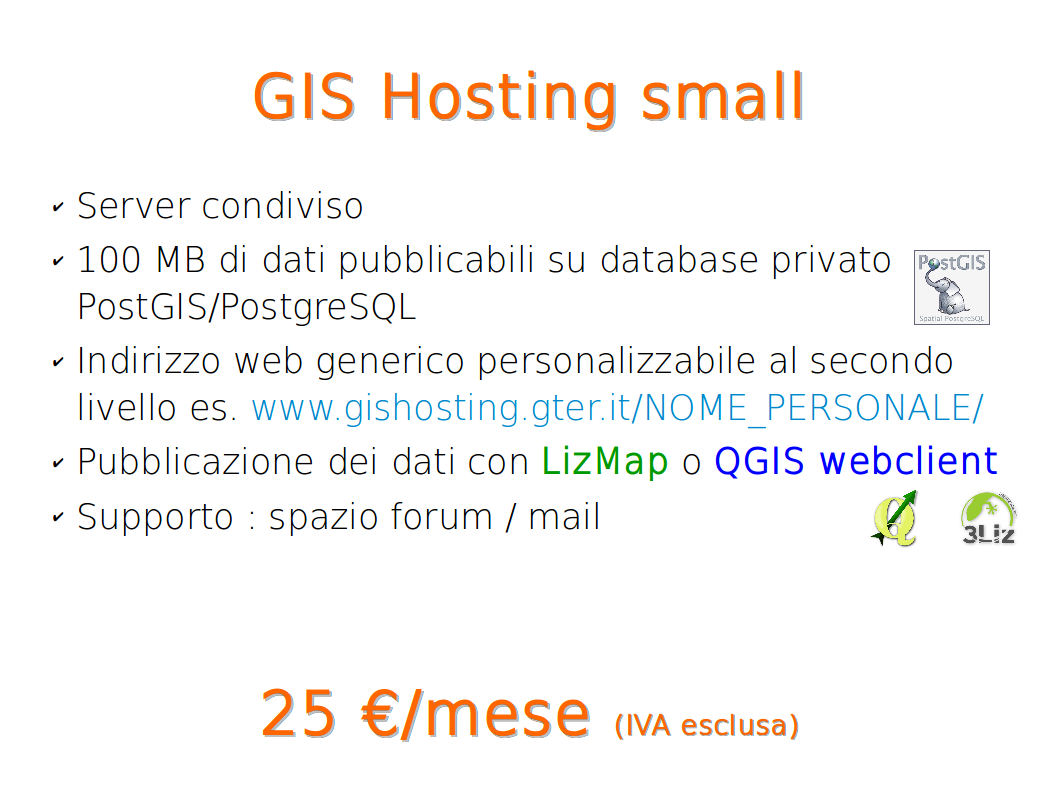 GIS Hosting small
✔ Server condiviso
✔ 100 MB di dati pubblicabili su database privato
PostGIS/PostgreSQL
PostGIS
Spatial PostgreSQL
✔ Indirizzo web generico personalizzabile al secondo
livello es. www.gishosting.gter.it/NOME_PERSONALE/
✔ Pubblicazione dei dati con LizMap o QGIS webclient
✔ Supporto : spazio forum / mail
3Liz
25 €/mese (IVA esclusa)